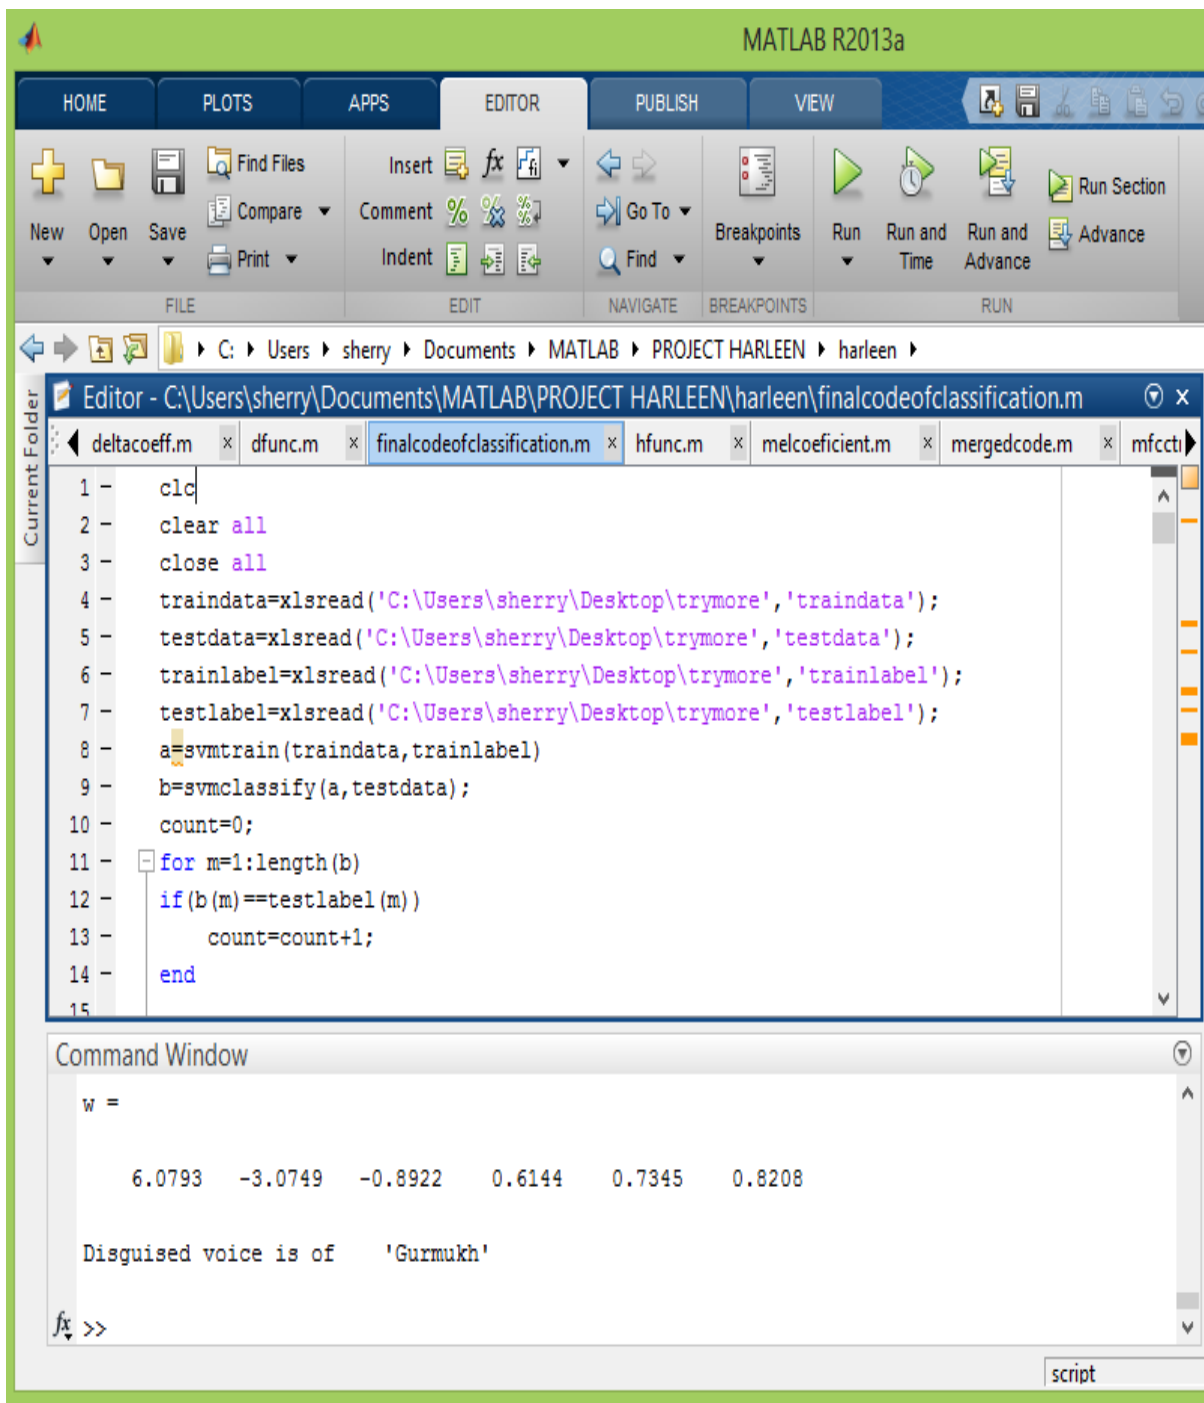 MATLAB R2013a
HOME PLOTS APPS EDITOR PUBLISH VIEW
New Open Save Find Files Compare Print
Insert fx fi
Comment % %
Indent
Go To Find
Breakpoints
Run Run and Time Run and Advance Run Section Advance
FILE EDIT NAVIGATE BREAKPOINTS RUN
C: Users sherry Documents MATLAB PROJECT HARLEEN harleen
Current Folder
Editor - C:\Users\sherry\Documents\MATLAB\PROJECT HARLEEN\harleen\finalcodeofclassification.m
deltacoeff.m dfunc.m finalcodeofclassification.m hfunc.m melcoeficient.m mergedcode.m mfcctr
1 clc
2 clear all
3 close all
4 traindata=xlsread('C:\Users\sherry\Desktop\trymore','traindata');
5 testdata=xlsread('C:\Users\sherry\Desktop\trymore','testdata');
6 trainlabel=xlsread('C:\Users\sherry\Desktop\trymore','trainlabel');
7 testlabel=xlsread('C:\Users\sherry\Desktop\trymore','testlabel');
8 a=svmtrain(traindata,trainlabel)
9 b=svmclassify(a,testdata);
10 count=0;
11 for m=1:length(b)
12 if(b(m)==testlabel(m))
13 count=count+1;
14 end
15
Command Window
w =
6.0793 -3.0749 -0.8922 0.6144 0.7345 0.8208
Disguised voice is of 'Gurmukh'
fx >>
script